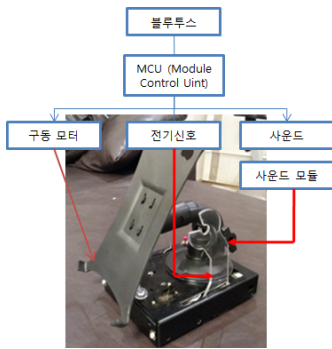 블루투스
MCU (Module
Control Uint)
구동 모터
전기신호
사운드
사운드 모듈